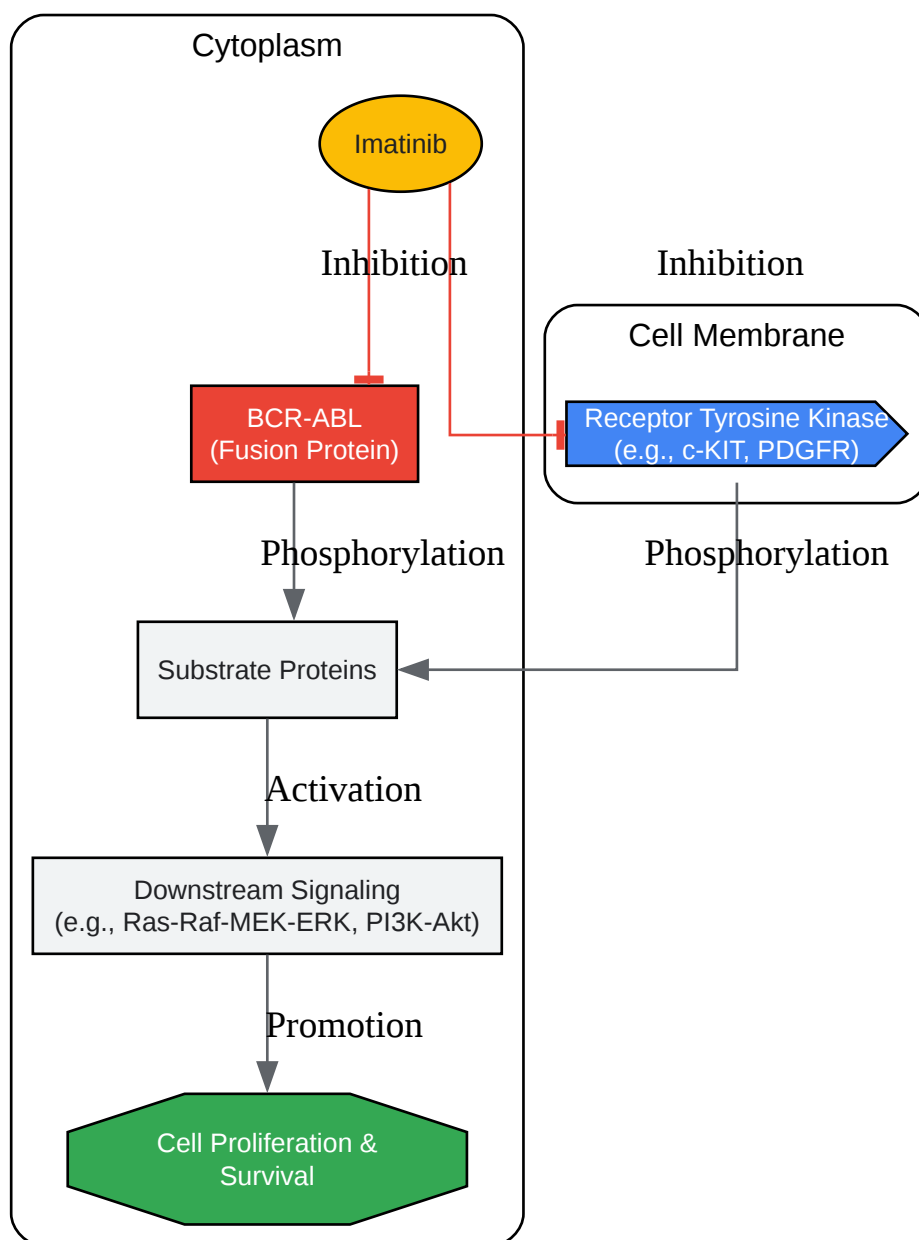 Cytoplasm
Imatinib
Inhibition
Inhibition
Cell Membrane
BCR-ABL
(Fusion Protein)
Receptor Tyrosine Kinase
(e.g., c-KIT, PDGFR)
Phosphorylation
Phosphorylation
Substrate Proteins
Activation
Downstream Signaling
(e.g., Ras-Raf-MEK-ERK, PI3K-Akt)
Promotion
Cell Proliferation &
Survival